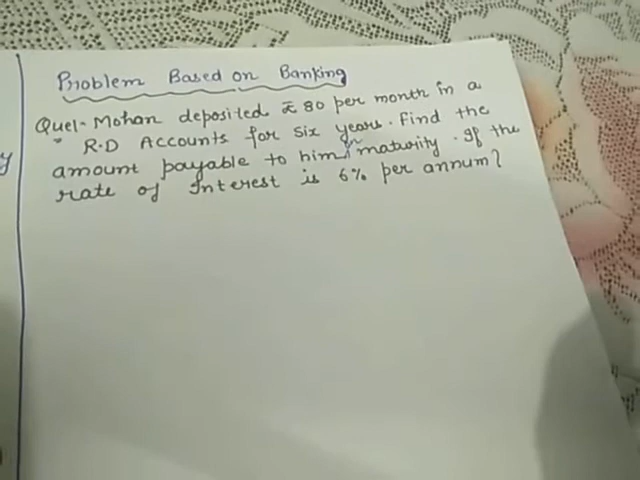 Problem Based on Banking
Que1- Mohan deposited ₹ 80 per month in a
R.D Accounts for six years. Find the
amount payable to him on maturity. If the
rate of Interest is 6% per annum?
y